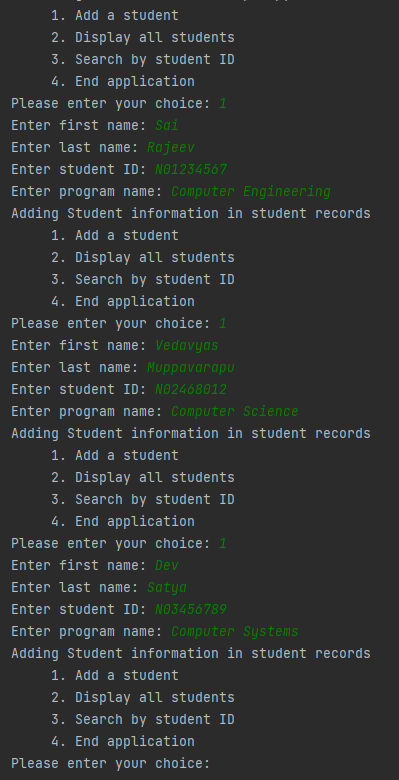 1. Add a student
2. Display all students
3. Search by student ID
4. End application
Please enter your choice: 1
Enter first name: Sai
Enter last name: Rajeev
Enter student ID: N01234567
Enter program name: Computer Engineering
Adding Student information in student records
1. Add a student
2. Display all students
3. Search by student ID
4. End application
Please enter your choice: 1
Enter first name: Vedavyas
Enter last name: Muppavarapu
Enter student ID: N02468012
Enter program name: Computer Science
Adding Student information in student records
1. Add a student
2. Display all students
3. Search by student ID
4. End application
Please enter your choice: 1
Enter first name: Dev
Enter last name: Satya
Enter student ID: N03456789
Enter program name: Computer Systems
Adding Student information in student records
1. Add a student
2. Display all students
3. Search by student ID
4. End application
Please enter your choice: